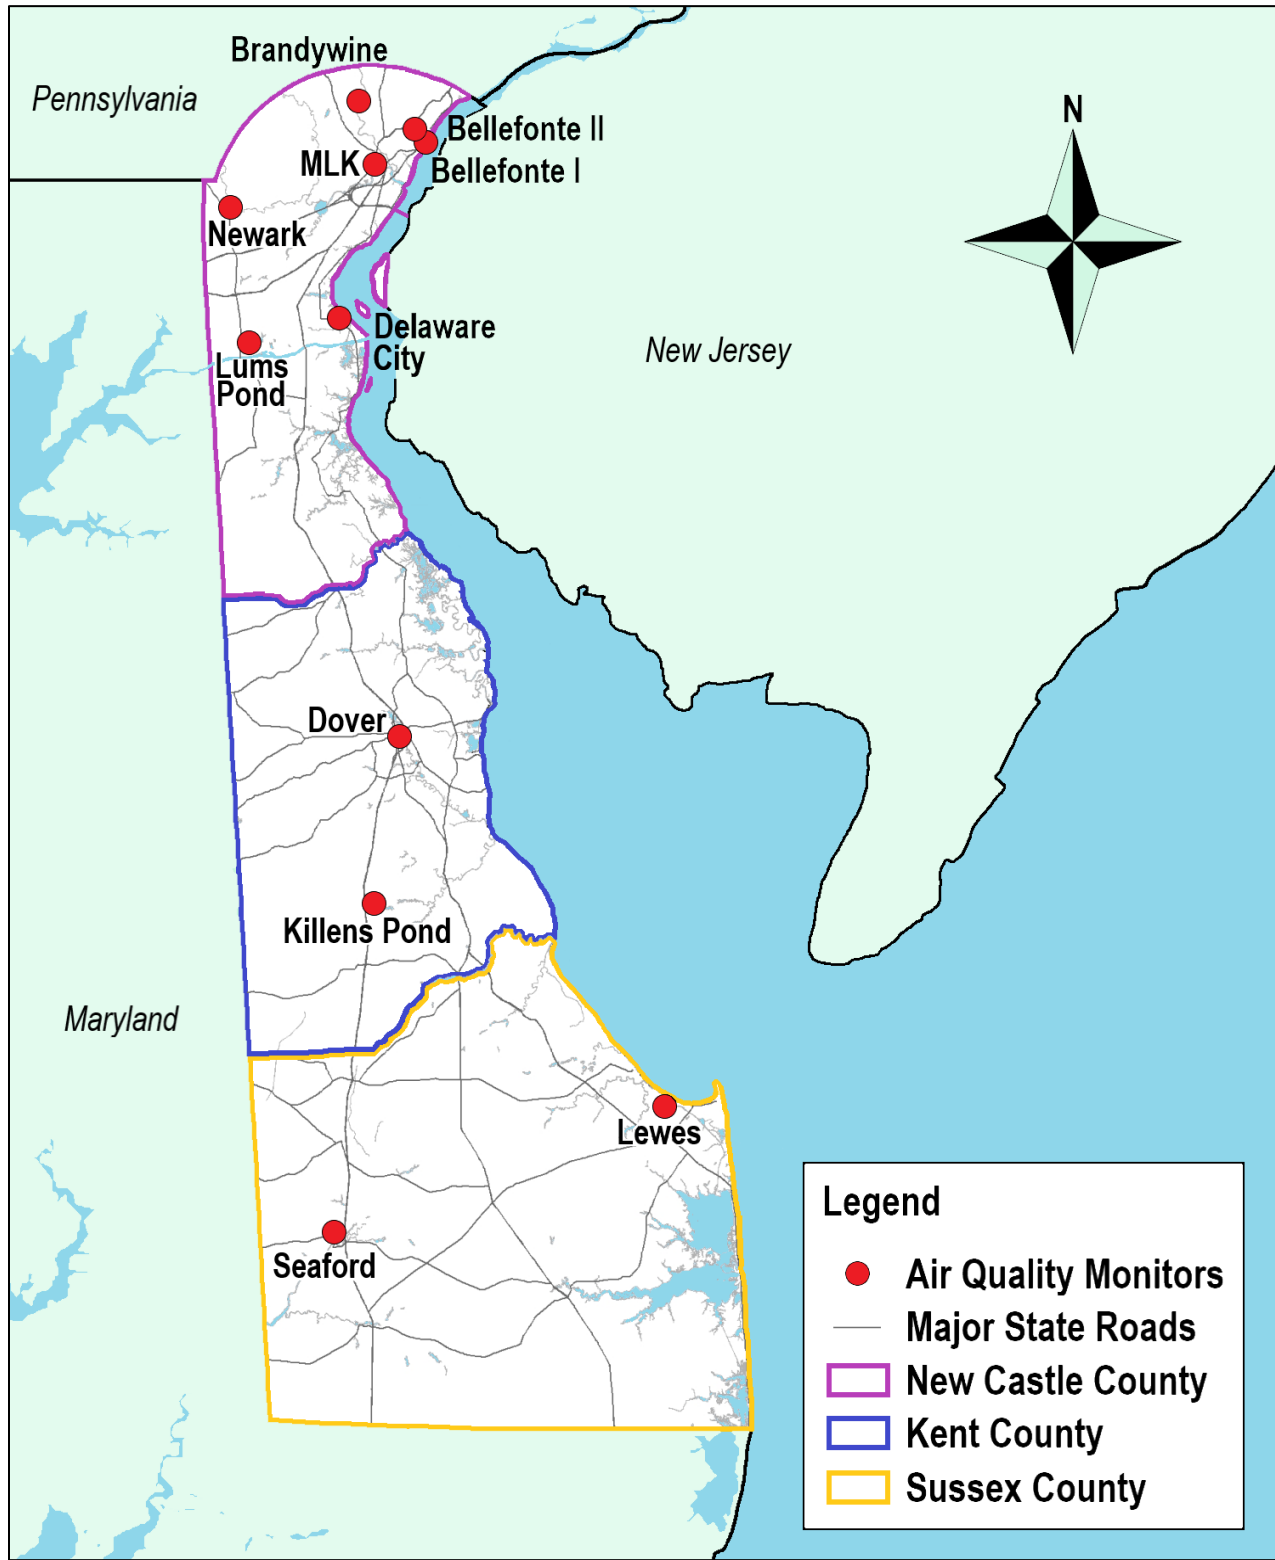 Brandywine
Pennsylvania
N
Bellefonte II
MLK
Bellefonte I
Newark
Delaware
City
New Jersey
Lums
Pond
Dover
Killens Pond
Maryland
Lewes
Seaford
Legend
Air Quality Monitors
Major State Roads
New Castle County
Kent County
Sussex County